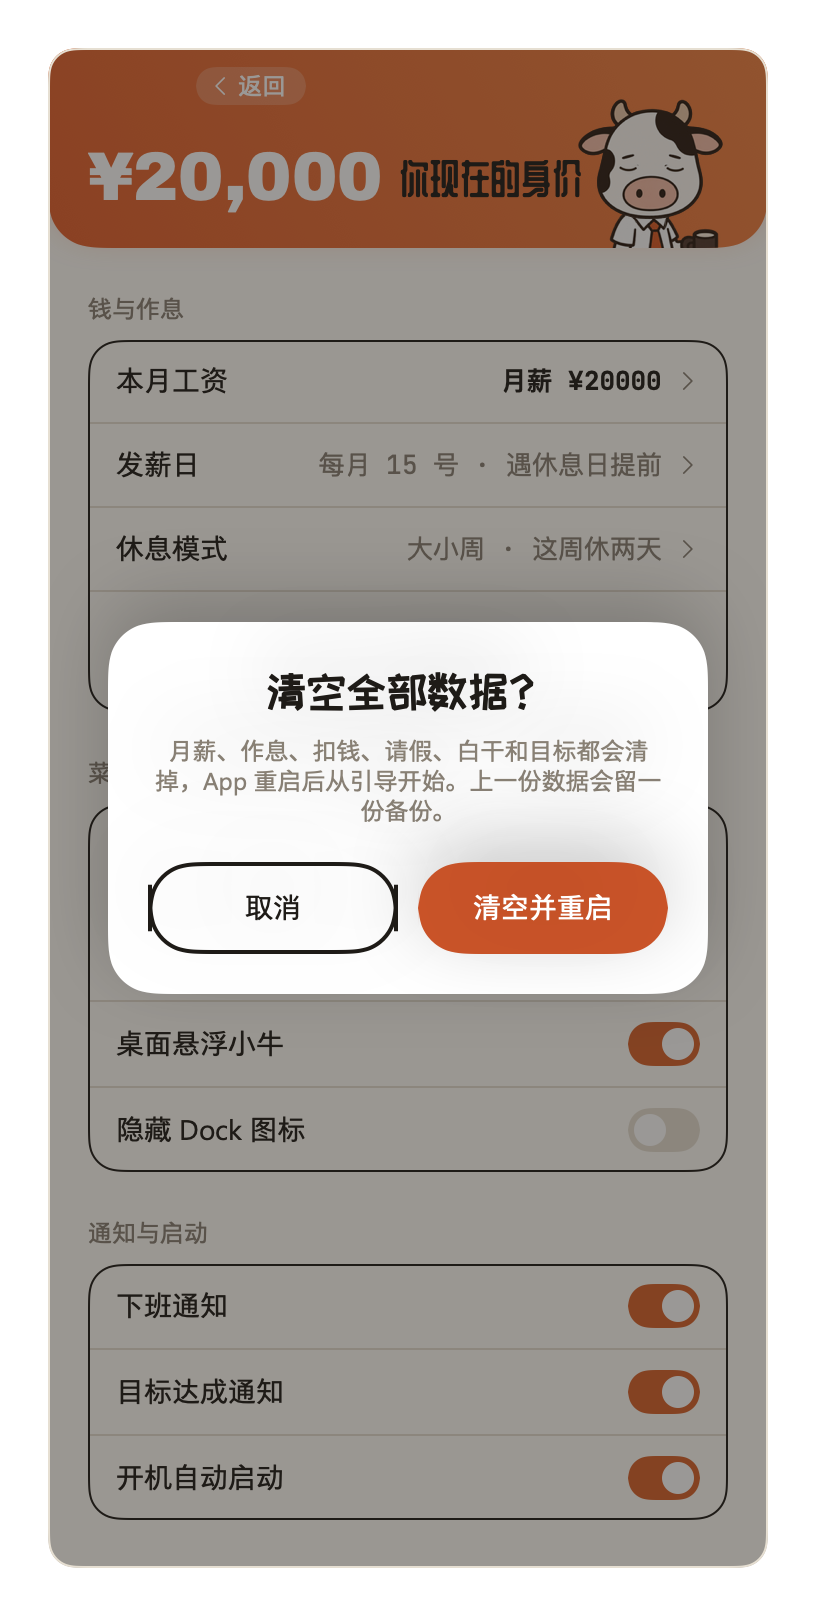 返回
¥20,000 你现在的身价
钱与作息
本月工资 月薪 ¥20000
发薪日 每月 15 号 · 遇休息日提前
休息模式 大小周 · 这周休两天
清空全部数据？
月薪、作息、扣钱、请假、白干和目标都会清
掉，App 重启后从引导开始。上一份数据会留一
份备份。
菜
取消 清空并重启
桌面悬浮小牛
隐藏 Dock 图标
通知与启动
下班通知
目标达成通知
开机自动启动